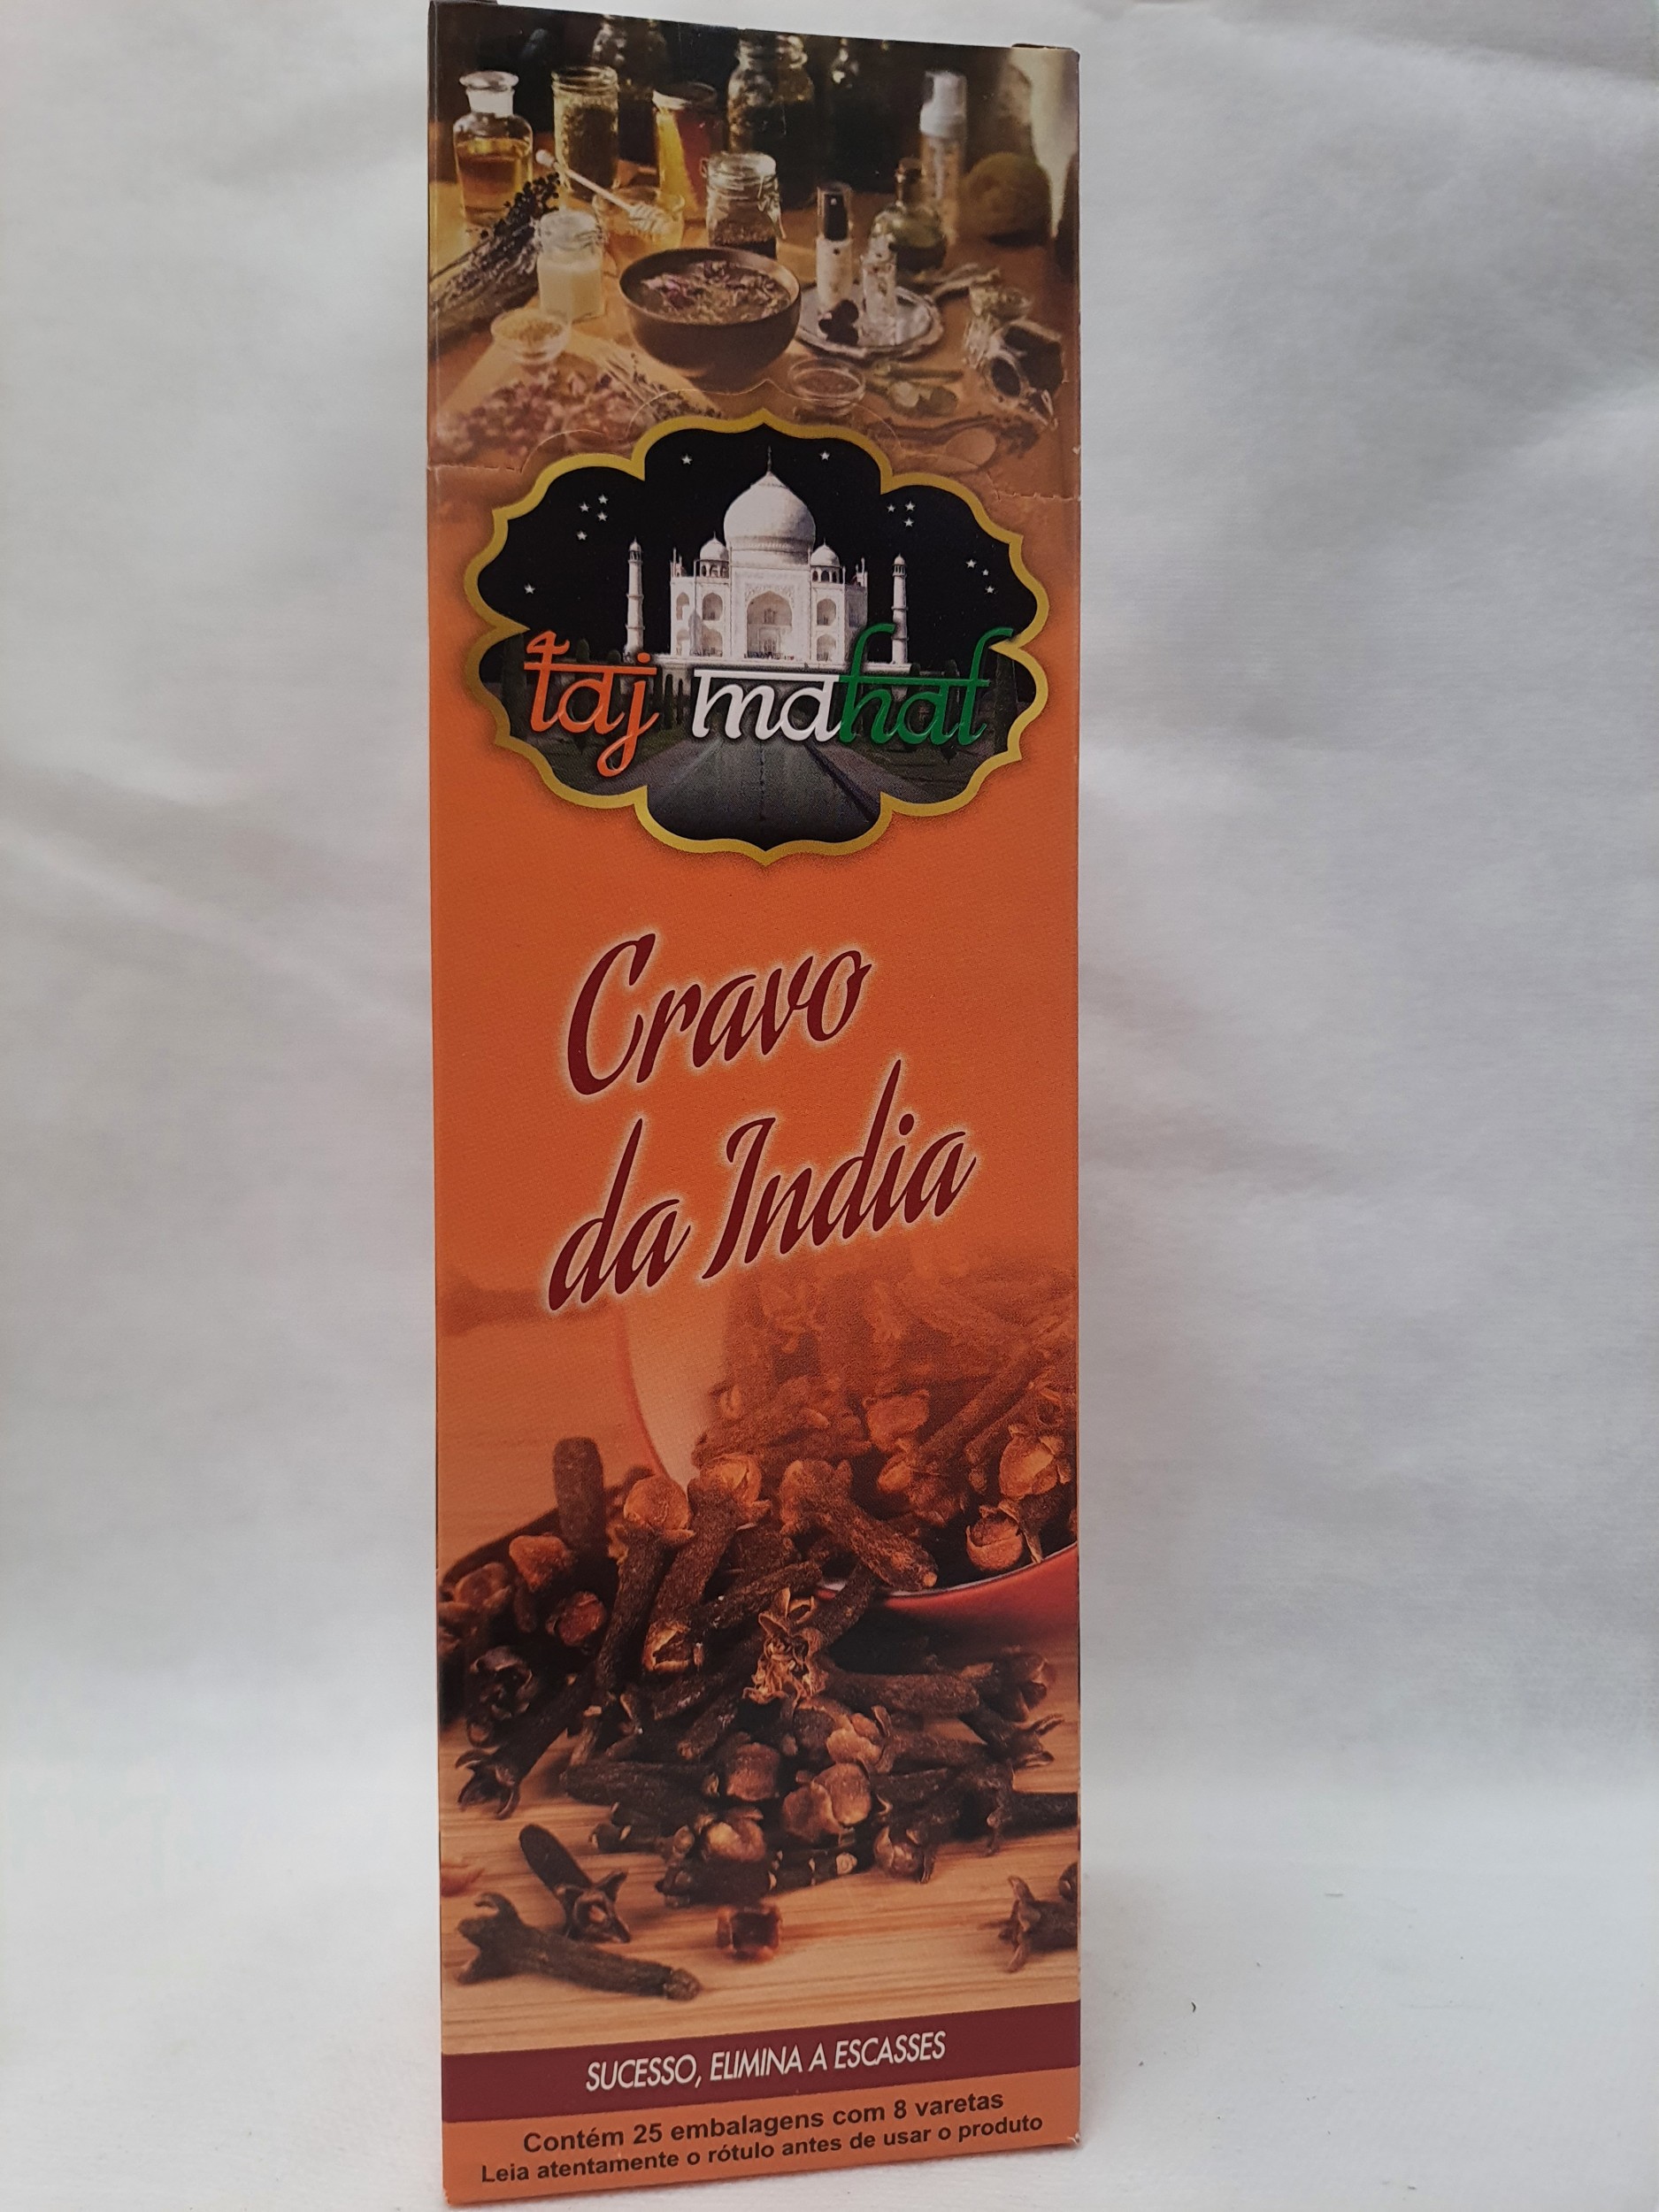 taj mahal
Cravo
da India
SUCESSO, ELIMINA A ESCASSES
Contém 25 embalagens com 8 varetas
Leia atentamente o rótulo antes de usar o produto